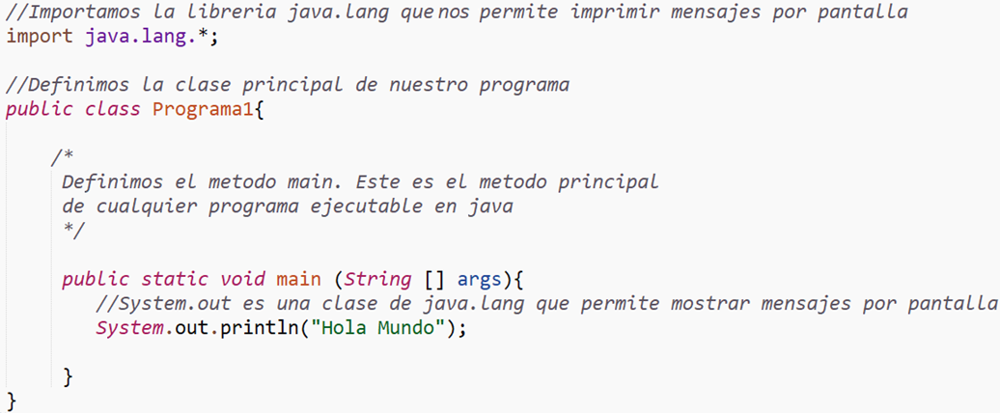 //Importamos la libreria java.lang que nos permite imprimir mensajes por pantalla
import java.lang.*;
//Definimos la clase principal de nuestro programa
public class Programa1{
/*
Definimos el metodo main. Este es el metodo principal
de cualquier programa ejecutable en java
*/
public static void main (String [] args){
//System.out es una clase de java.lang que permite mostrar mensajes por pantalla
System.out.println("Hola Mundo");
}
}